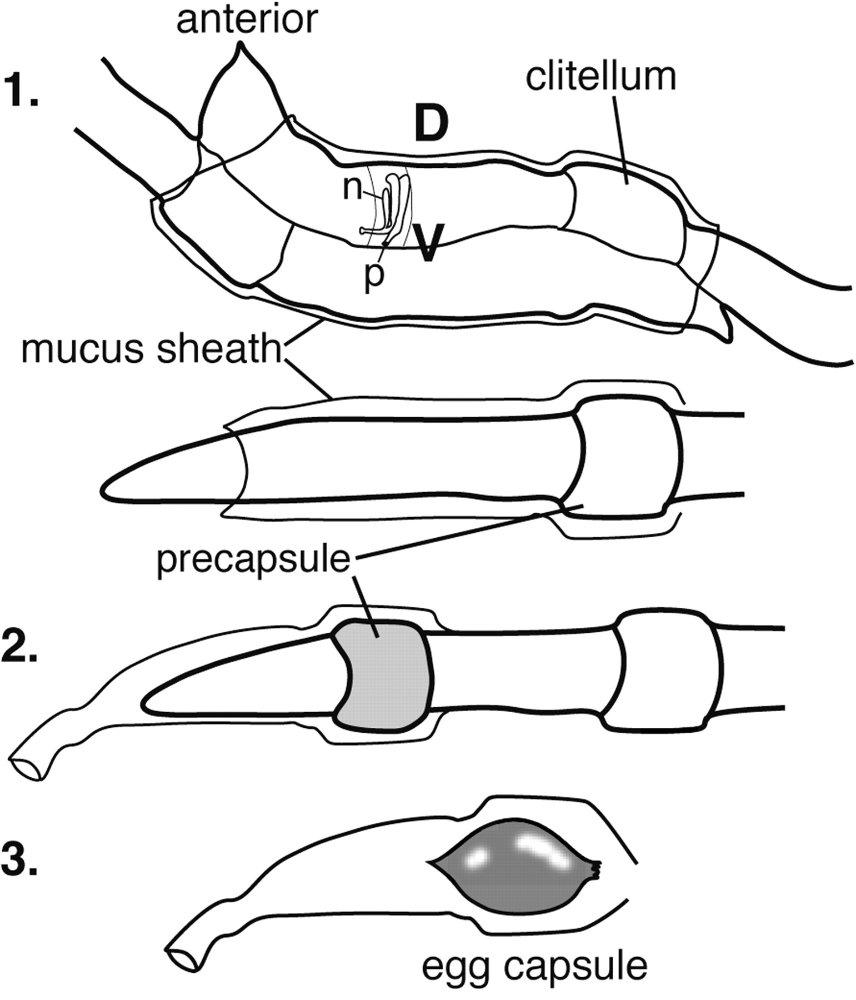 anterior
1.
clitellum
D
n
V
p
mucus sheath
precapsule
2.
3.
egg capsule